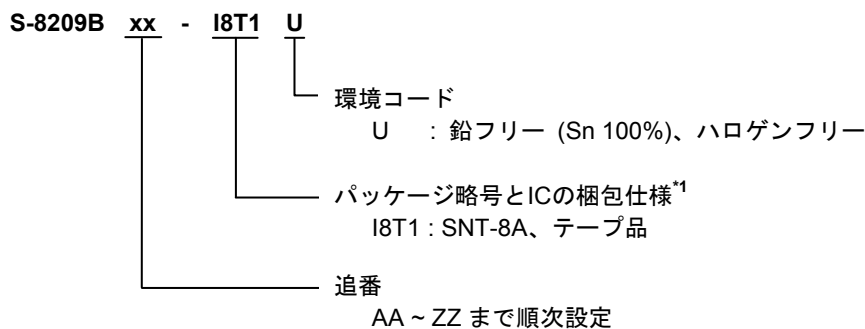 S-8209B xx - I8T1 U
環境コード
U : 鉛フリー (Sn 100%)、ハロゲンフリー
パッケージ略号とICの梱包仕様*1
I8T1 : SNT-8A、テープ品
追番
AA ~ ZZ まで順次設定